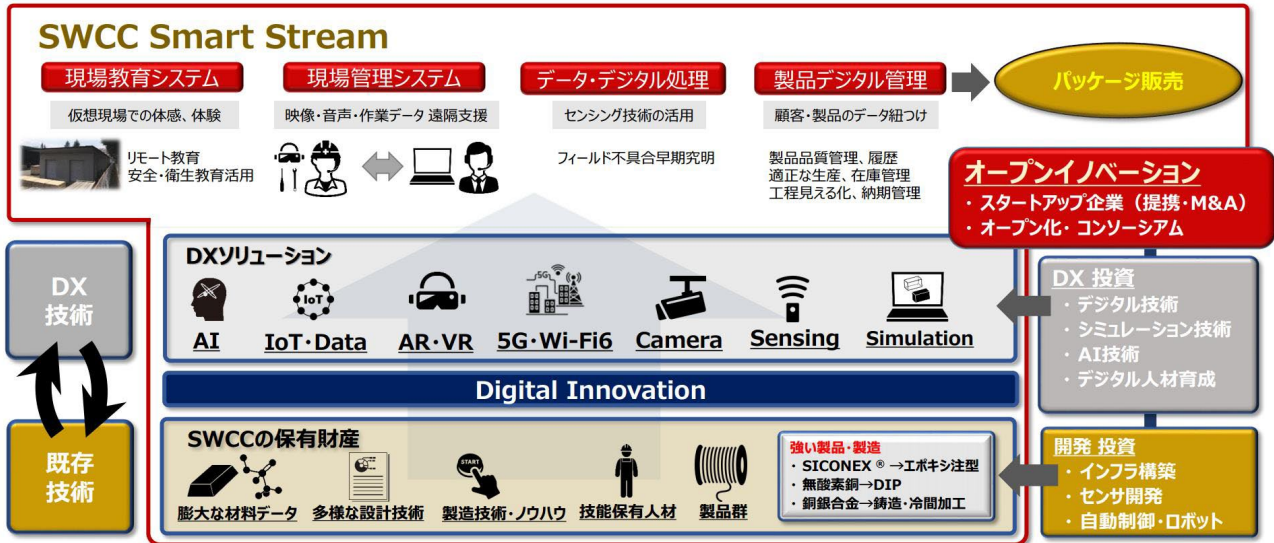 SWCC Smart Stream
現場教育システム
仮想現場での体感、体験
リモート教育
安全・衛生教育活用
現場管理システム
映像・音声・作業データ 遠隔支援
データ・デジタル処理
センシング技術の活用
フィールド不具合早期究明
製品デジタル管理
顧客・製品のデータ紐つけ
製品品質管理、履歴
適正な生産、在庫管理
工程見える化、納期管理
パッケージ販売
オープンイノベーション
・スタートアップ企業（提携・M&A）
・オープン化・コンソーシアム
DX
技術
既存
技術
DXソリューション
AI
IoT
IoT・Data
AR・VR
5G
5G・Wi-Fi6
Camera
Sensing
Simulation
DX 投資
・デジタル技術
・シミュレーション技術
・AI技術
・デジタル人材育成
Digital Innovation
SWCCの保有財産
膨大な材料データ
多様な設計技術
START
製造技術・ノウハウ
技能保有人材
製品群
強い製品・製造
・SICONEX ® →エポキシ注型
・無酸素銅→DIP
・銅銀合金→鋳造・冷間加工
開発 投資
・インフラ構築
・センサ開発
・自動制御・ロボット